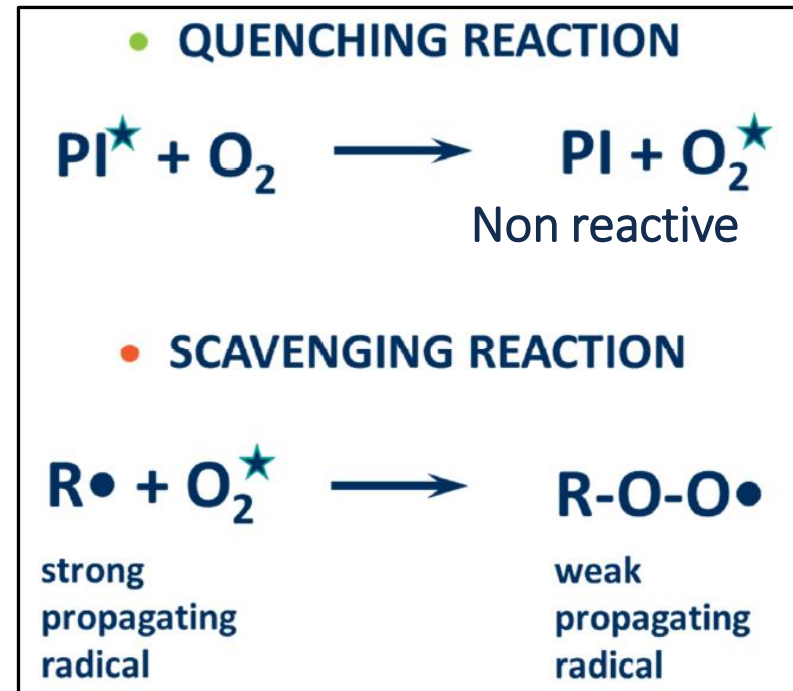 • QUENCHING REACTION
PI★ + O₂ → PI + O₂★
Non reactive
• SCAVENGING REACTION
R• + O₂★ → R-O-O•
strong weak
propagating propagating
radical radical